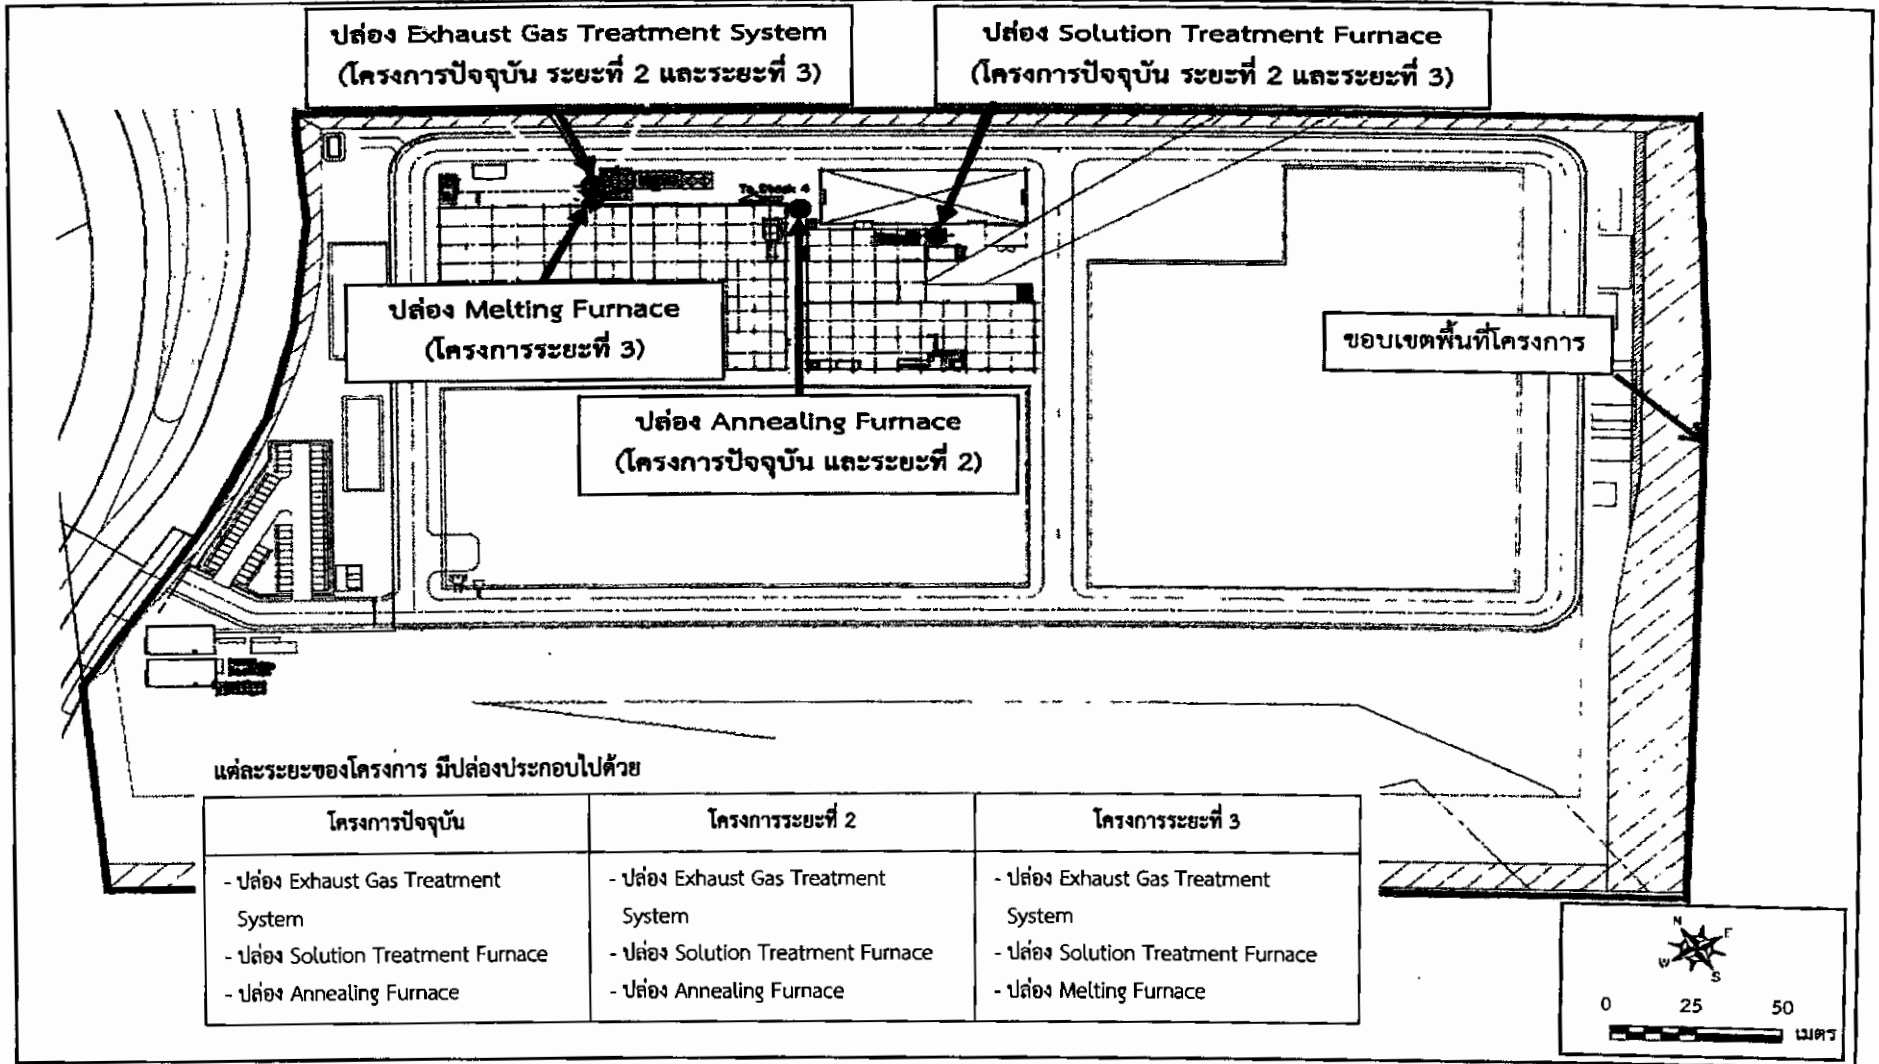 ปล่อง Exhaust Gas Treatment System
(โครงการปัจจุบัน ระยะที่ 2 และระยะที่ 3)
ปล่อง Solution Treatment Furnace
(โครงการปัจจุบัน ระยะที่ 2 และระยะที่ 3)
To Stack 4
ปล่อง Melting Furnace
(โครงการระยะที่ 3)
ขอบเขตพื้นที่โครงการ
ปล่อง Annealing Furnace
(โครงการปัจจุบัน และระยะที่ 2)
แต่ละระยะของโครงการ มีปล่องประกอบไปด้วย
โครงการปัจจุบัน
- ปล่อง Exhaust Gas Treatment
System
- ปล่อง Solution Treatment Furnace
- ปล่อง Annealing Furnace
โครงการระยะที่ 2
- ปล่อง Exhaust Gas Treatment
System
- ปล่อง Solution Treatment Furnace
- ปล่อง Annealing Furnace
โครงการระยะที่ 3
- ปล่อง Exhaust Gas Treatment
System
- ปล่อง Solution Treatment Furnace
- ปล่อง Melting Furnace
N
E
W
S
0 25 50
เมตร